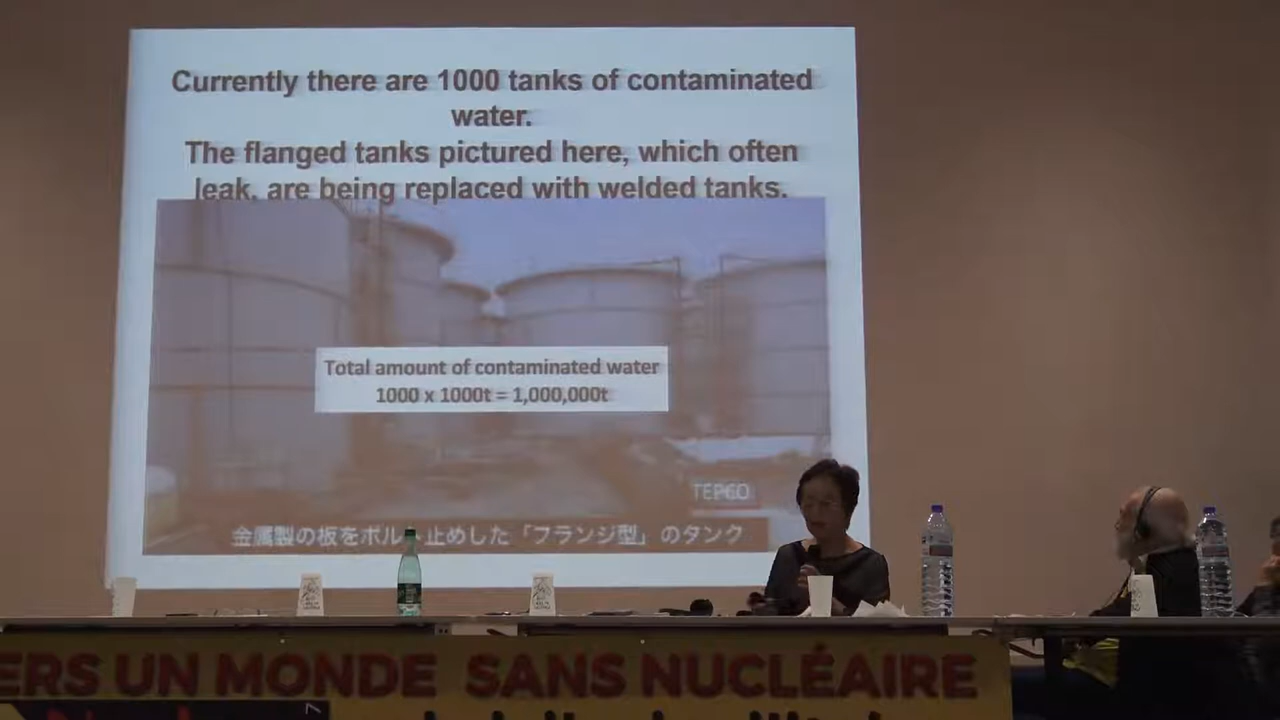 Currently there are 1000 tanks of contaminated
water.
The flanged tanks pictured here, which often
leak, are being replaced with welded tanks.
Total amount of contaminated water
1000 x 1000t = 1,000,000t
TEPCO
金属製の板をボルト止めした「フランジ型」のタンク
ERS UN MONDE SANS NUCLÉAIRE